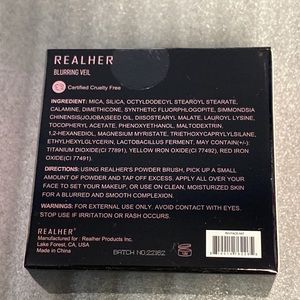 REALHER
BLURRING VEIL
Certified Cruelty Free
INGREDIENT: MICA, SILICA, OCTYLDODECYL STEAROYL STEARATE,
CALAMINE, DIMETHICONE, SYNTHETIC FLUORPHLOGOPITE, SIMMONDSIA
CHINENSIS(JOJOBA)SEED OIL, DIISOSTEARYL MALATE, LAUROYL LYSINE,
TOCOPHERYL ACETATE, PHENOXYETHANOL, MALTODEXTRIN,
1,2-HEXANEDIOL, MAGNESIUM MYRISTATE, TRIETHOXYCAPRYLYLSILANE,
ETHYLHEXYLGLYCERIN, LACTOBACILLUS FERMENT, MAY CONTAIN(+/-):
TITANIUM DIOXIDE(CI 77891), YELLOW IRON OXIDE(CI 77492), RED IRON
OXIDE(CI 77491).
DIRECTIONS: USING REALHER'S POWDER BRUSH, PICK UP A SMALL
AMOUNT OF POWDER AND TAP OFF EXCESS. APPLY ALL OVER YOUR
FACE TO SET YOUR MAKEUP, OR USE ON CLEAN, MOISTURIZED SKIN
FOR A BLURRED AND SMOOTH COMPLEXION.
WARNINGS: FOR EXTERNAL USE ONLY. AVOID CONTACT WITH EYES.
STOP USE IF IRRITATION OR RASH OCCURS.
REALHER
Manufactured for: Realher Products Inc.
Lake Forest, CA, USA
Made in China
BATCH NO.:22162